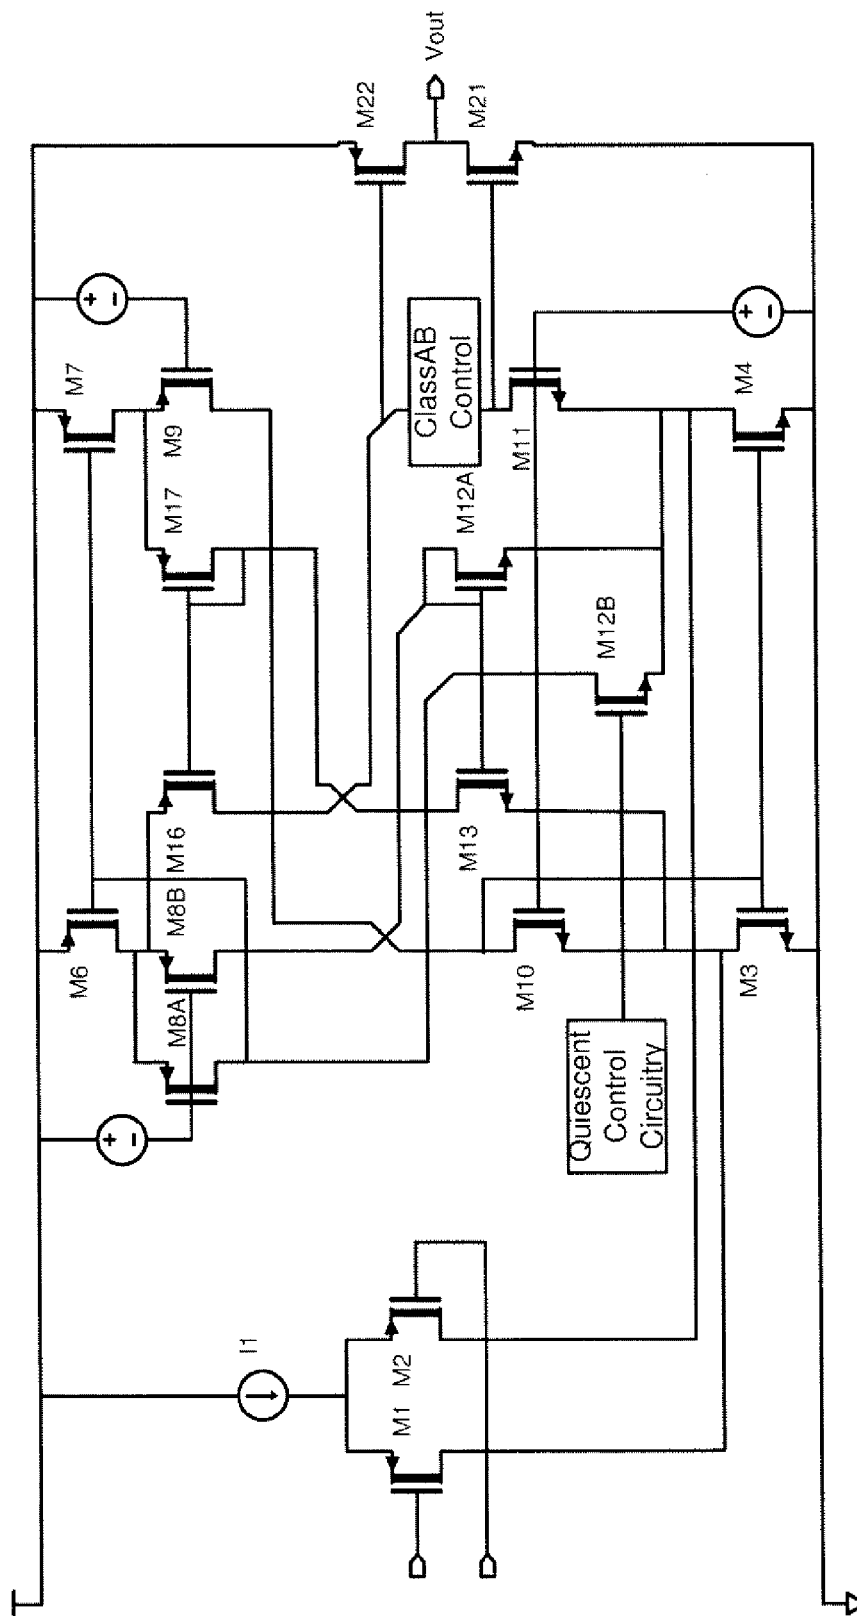 Vout
M22
M21
M7
M9
M17
ClassAB
Control
M11
M4
M12A
M12B
M16
M13
M8B
M6
M8A
M10
M3
Quiescent
Control
Circuitry
I1
M2
M1
+
-
+
-
+
-